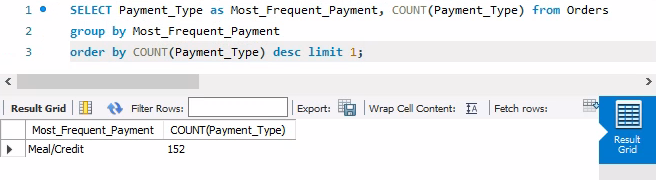 1 SELECT Payment_Type as Most_Frequent_Payment, COUNT(Payment_Type) from Orders
2 group by Most_Frequent_Payment
3 order by COUNT(Payment_Type) desc limit 1;
Result Grid Filter Rows: Export: Wrap Cell Content: Fetch rows:
Most_Frequent_Payment COUNT(Payment_Type)
Meal/Credit 152
Result
Grid